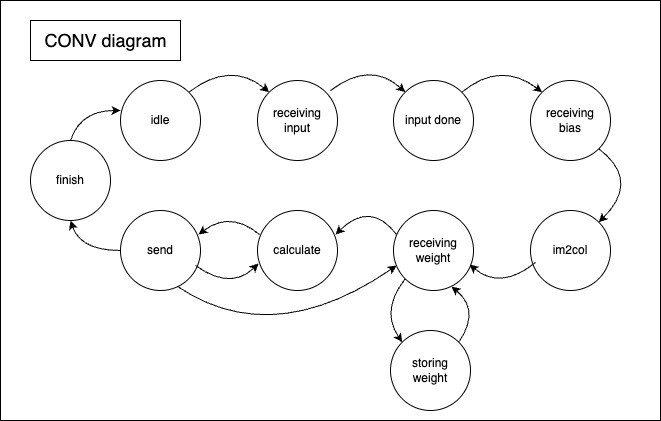 CONV diagram
idle
receiving
input
input done
receiving
bias
finish
send
calculate
receiving
weight
im2col
storing
weight